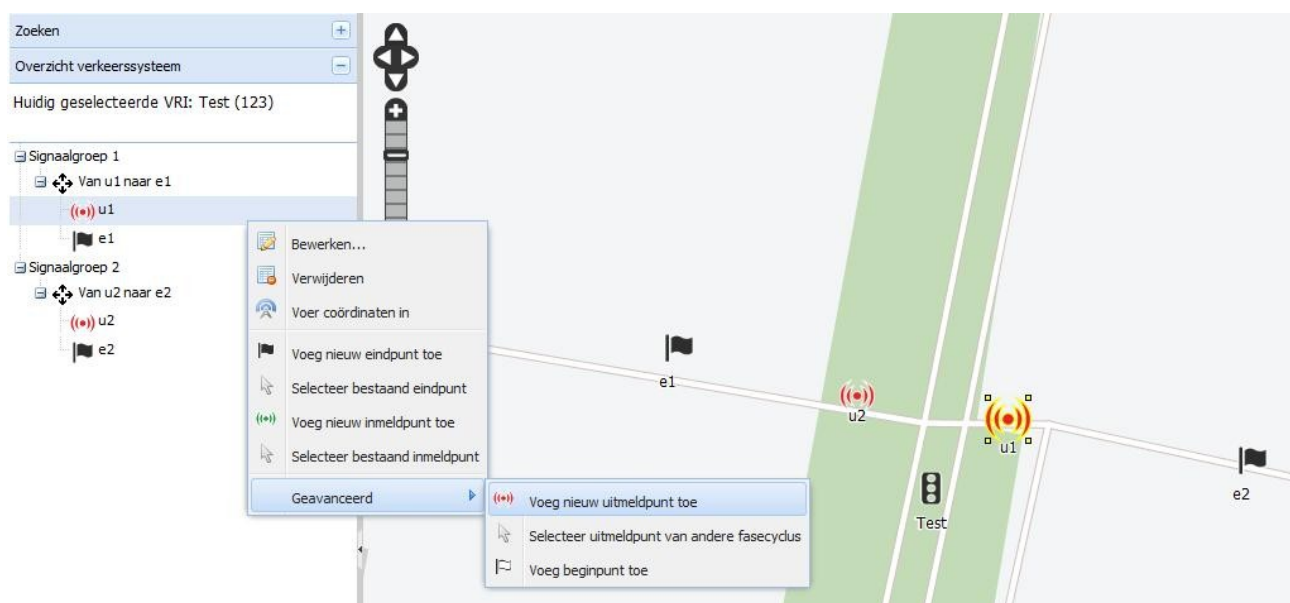 Zoeken
Overzicht verkeerssysteem
Huidig geselecteerde VRI: Test (123)
Signaalgroep 1
Van u1 naar e1
u1
e1
Signaalgroep 2
Van u2 naar e2
u2
e2
Bewerken...
Verwijderen
Voer coördinaten in
Voeg nieuw eindpunt toe
Selecteer bestaand eindpunt
Voeg nieuw inmeldpunt toe
Selecteer bestaand inmeldpunt
Geavanceerd
Voeg nieuw uitmeldpunt toe
Selecteer uitmeldpunt van andere fasecyclus
Voeg beginpunt toe
e1
u2
u1
e2
Test